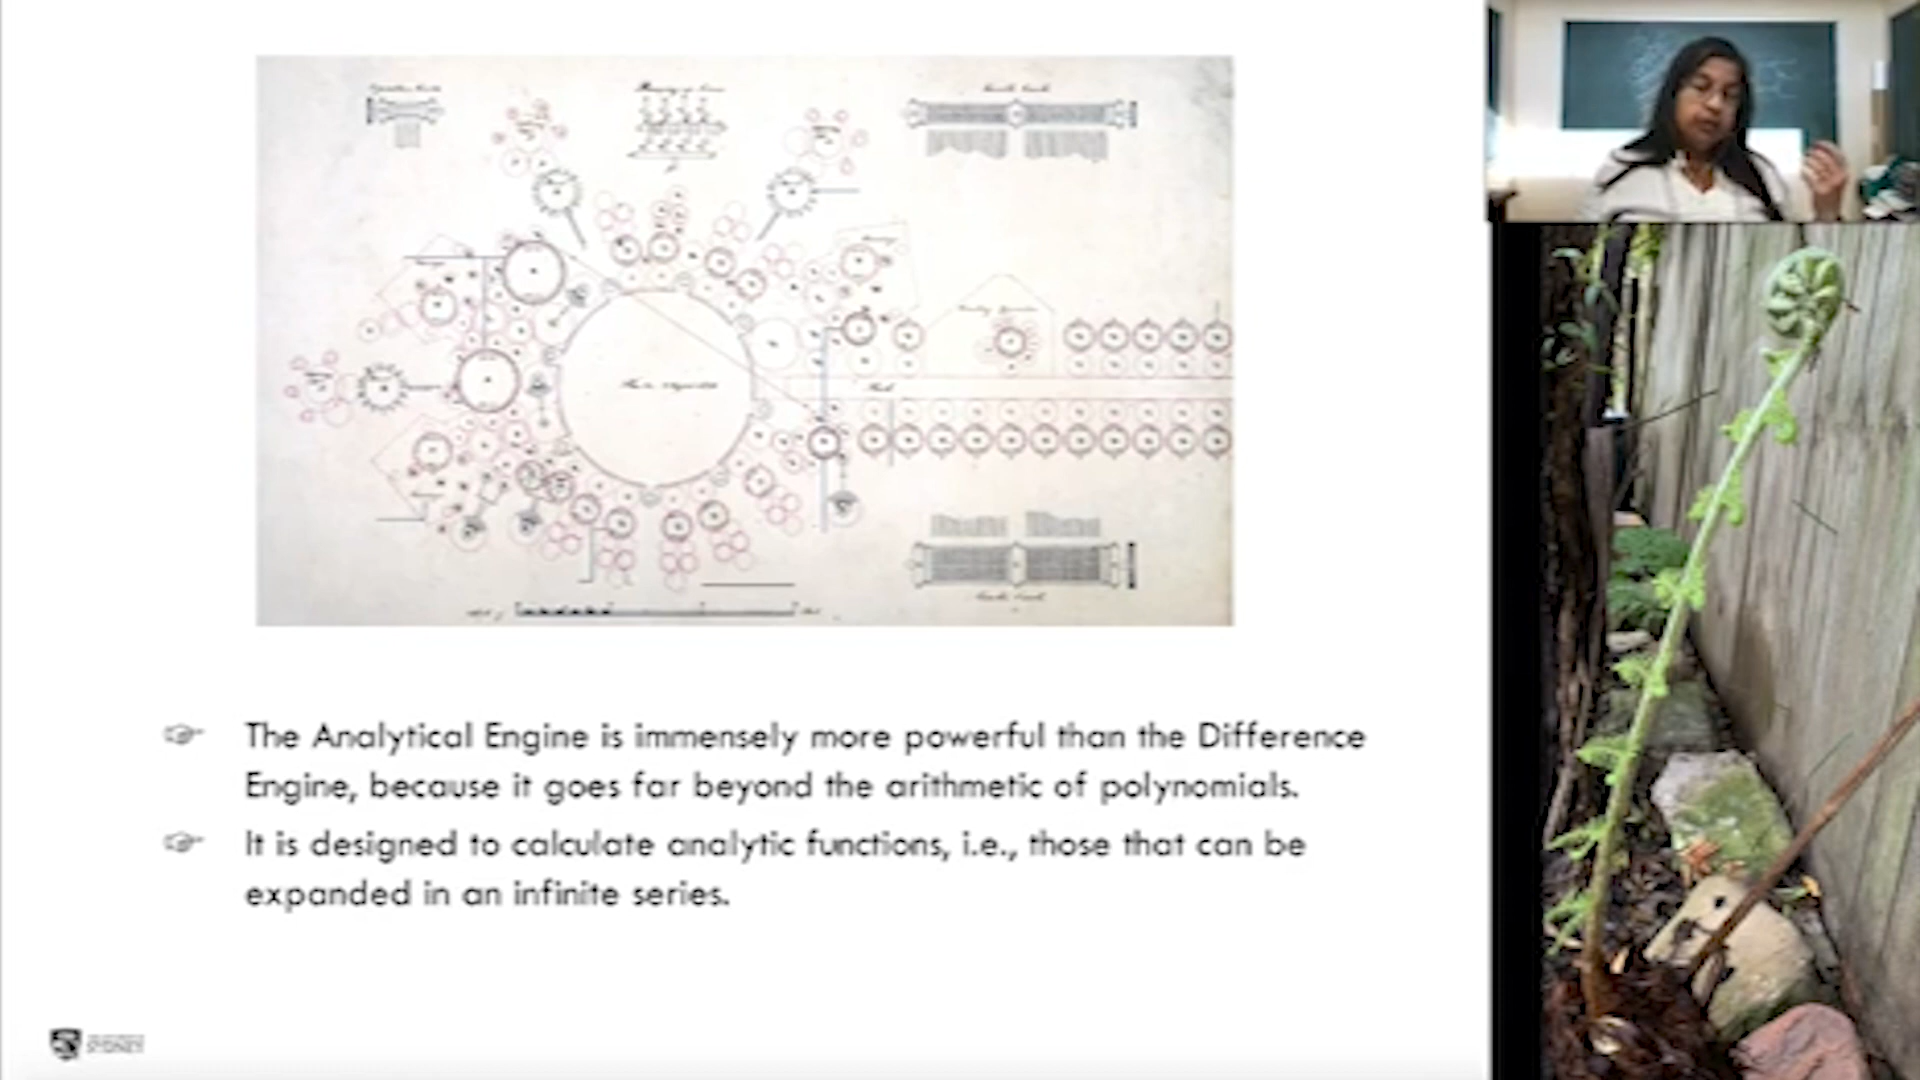 The Analytical Engine is immensely more powerful than the Difference
Engine, because it goes far beyond the arithmetic of polynomials.
It is designed to calculate analytic functions, i.e., those that can be
expanded in an infinite series.
SYDNEY